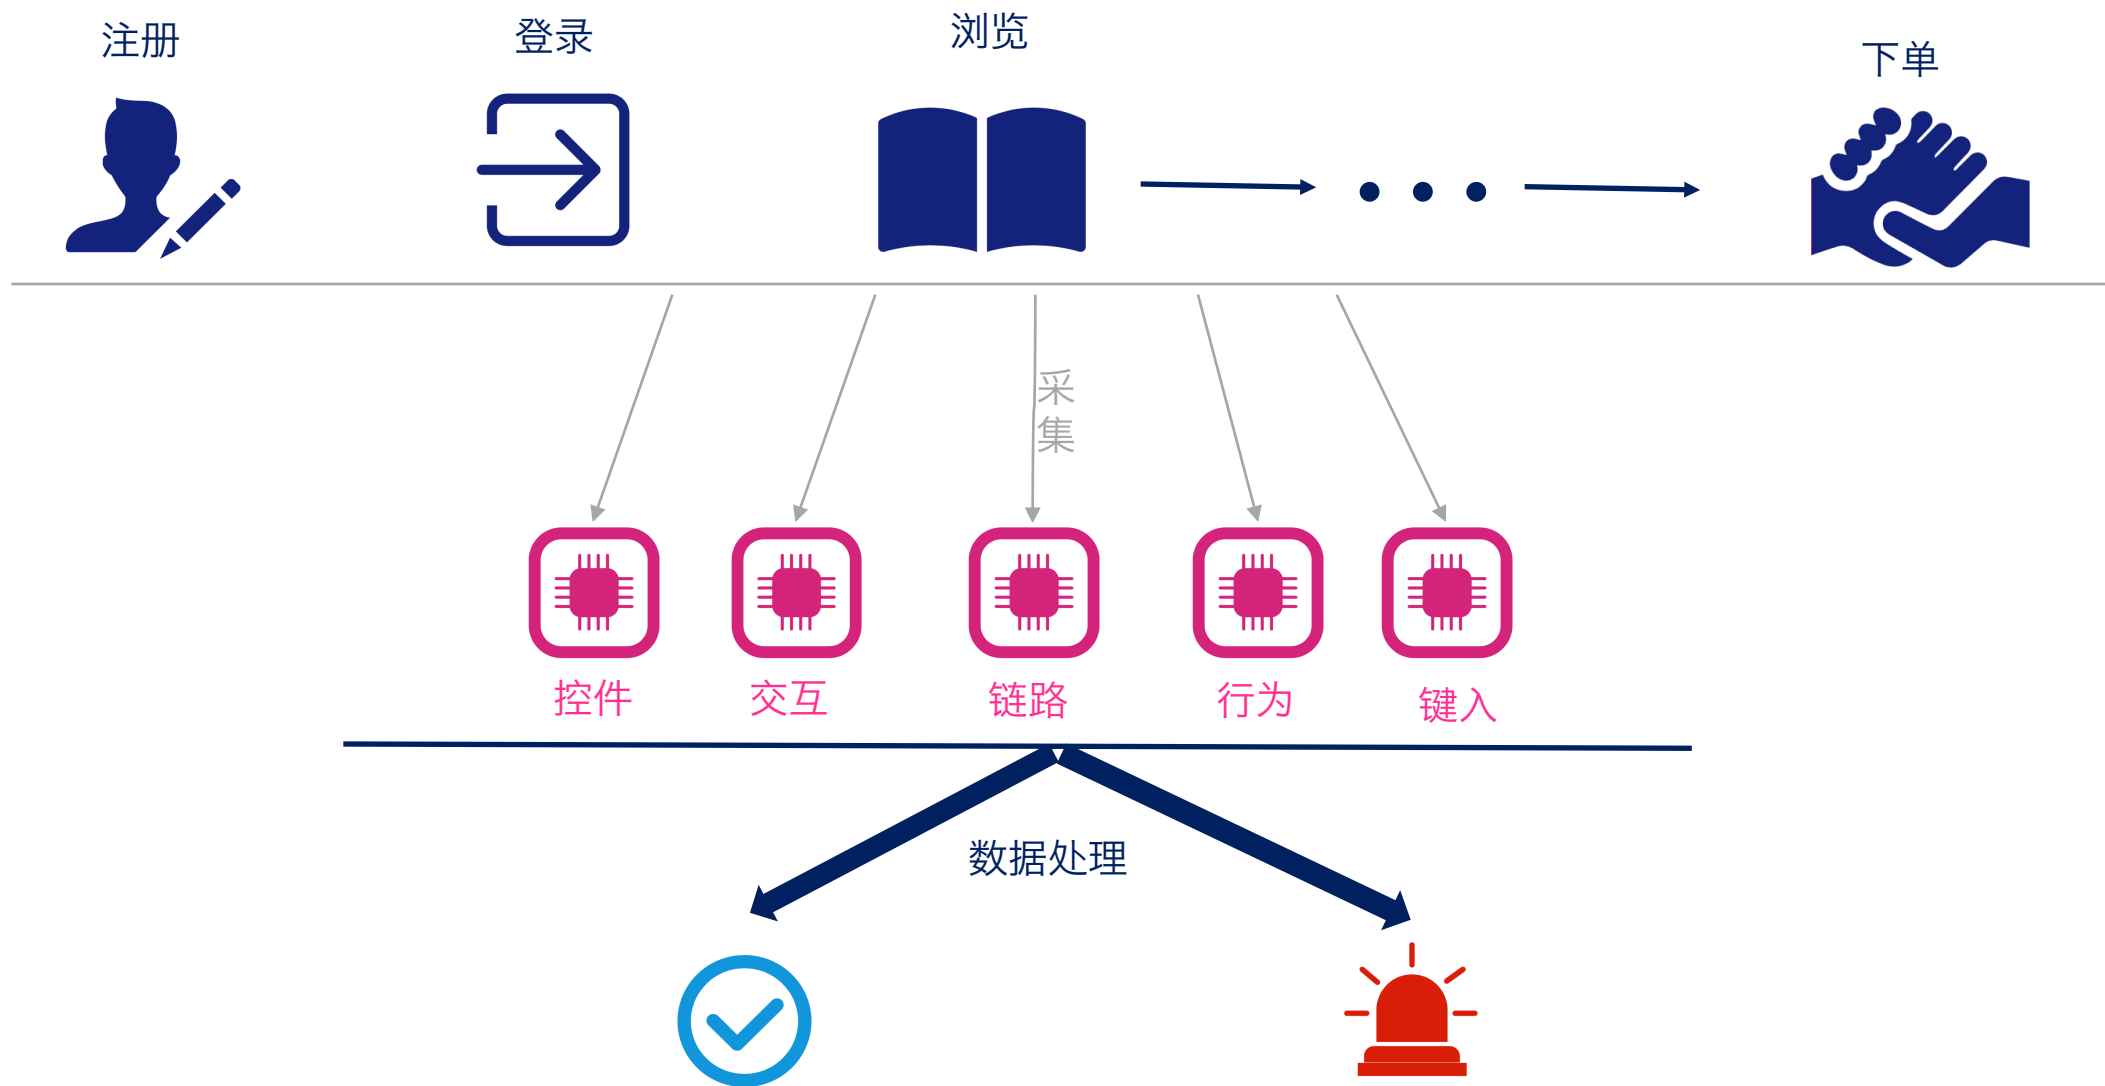 注册
登录
浏览
下单
采
集
控件
交互
链路
行为
键入
数据处理